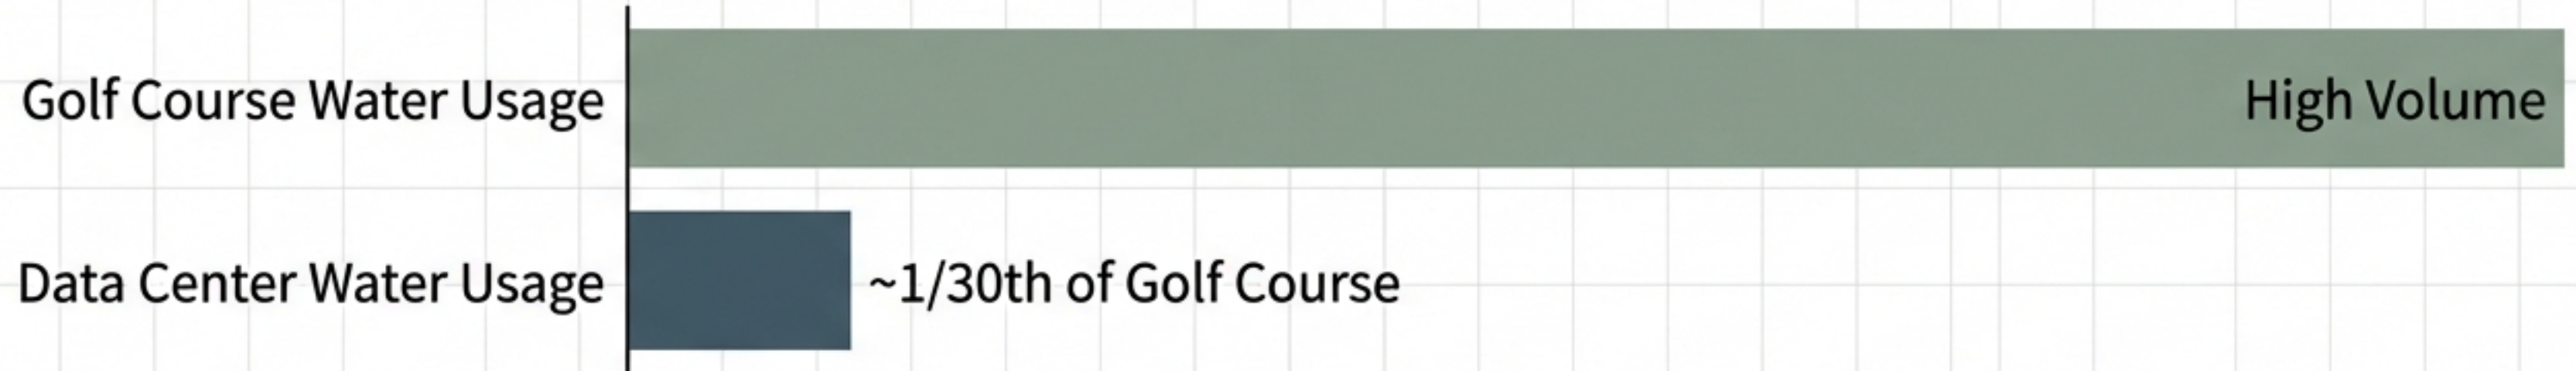 Golf Course Water Usage
High Volume
Data Center Water Usage
~1/30th of Golf Course